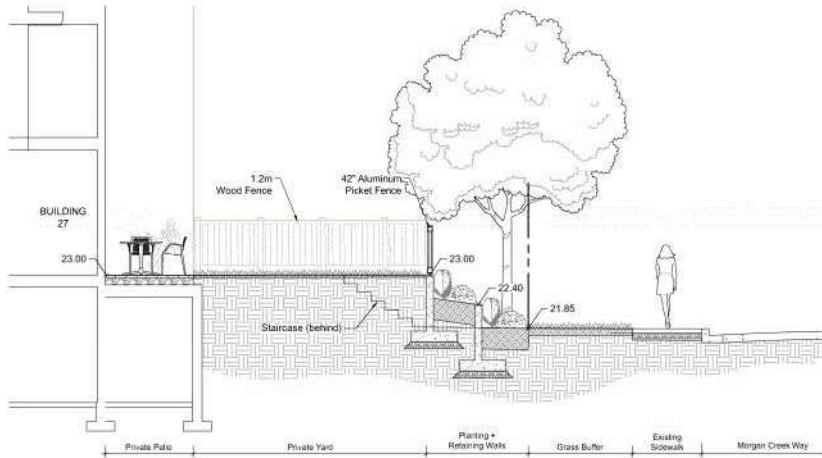 1.2m
Wood Fence
42" Aluminum
Picket Fence
BUILDING
27
23.00
23.00
22.40
21.85
Staircase (behind)
Private Patio
Private Yard
Planting +
Retaining Walls
Grass Buffer
Existing
Sidewalk
Morgan Creek Way